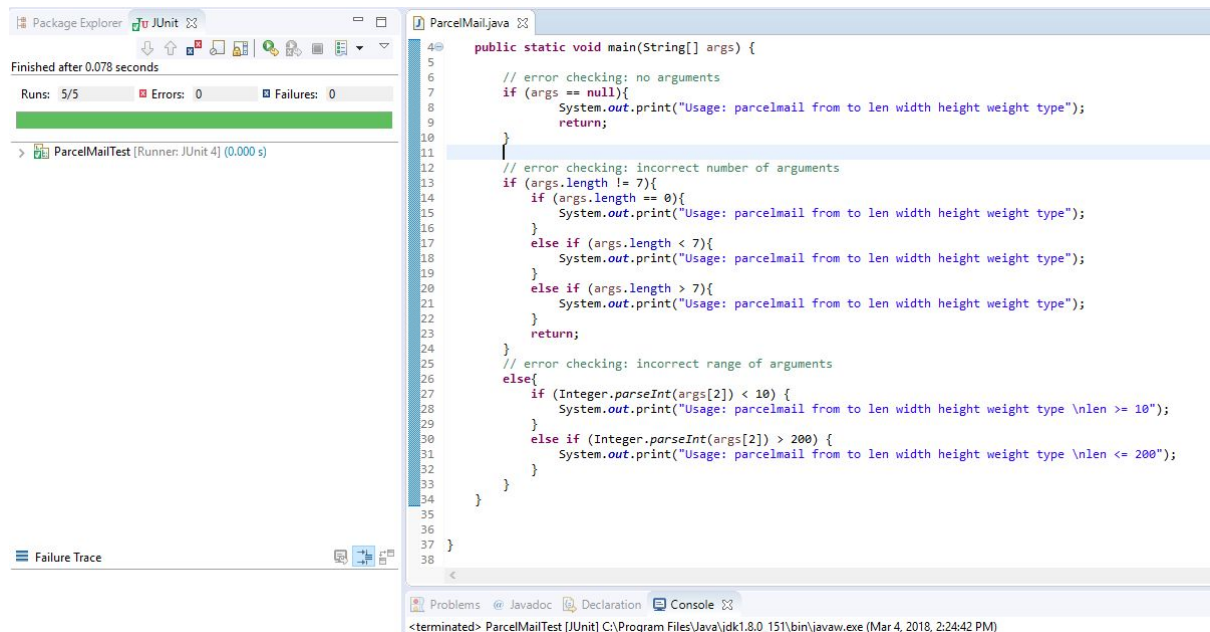 Package Explorer JUnit
Finished after 0.078 seconds
Runs: 5/5 Errors: 0 Failures: 0
ParcelMailTest [Runner: JUnit 4] (0.000 s)
Failure Trace
ParcelMail.java
4 public static void main(String[] args) {
5
6 // error checking: no arguments
7 if (args == null){
8 System.out.print("Usage: parcelmail from to len width height weight type");
9 return;
10 }
11
12 // error checking: incorrect number of arguments
13 if (args.length != 7){
14 if (args.length == 0){
15 System.out.print("Usage: parcelmail from to len width height weight type");
16 }
17 else if (args.length < 7){
18 System.out.print("Usage: parcelmail from to len width height weight type");
19 }
20 else if (args.length > 7){
21 System.out.print("Usage: parcelmail from to len width height weight type");
22 }
23 return;
24 }
25 // error checking: incorrect range of arguments
26 else{
27 if (Integer.parseInt(args[2]) < 10) {
28 System.out.print("Usage: parcelmail from to len width height weight type \nlen >= 10");
29 }
30 else if (Integer.parseInt(args[2]) > 200) {
31 System.out.print("Usage: parcelmail from to len width height weight type \nlen <= 200");
32 }
33 }
34 }
35
36
37 }
38
Problems @ Javadoc Declaration Console
<terminated> ParcelMailTest [JUnit] C:\Program Files\Java\jdk1.8.0_151\bin\javaw.exe (Mar 4, 2018, 2:24:42 PM)